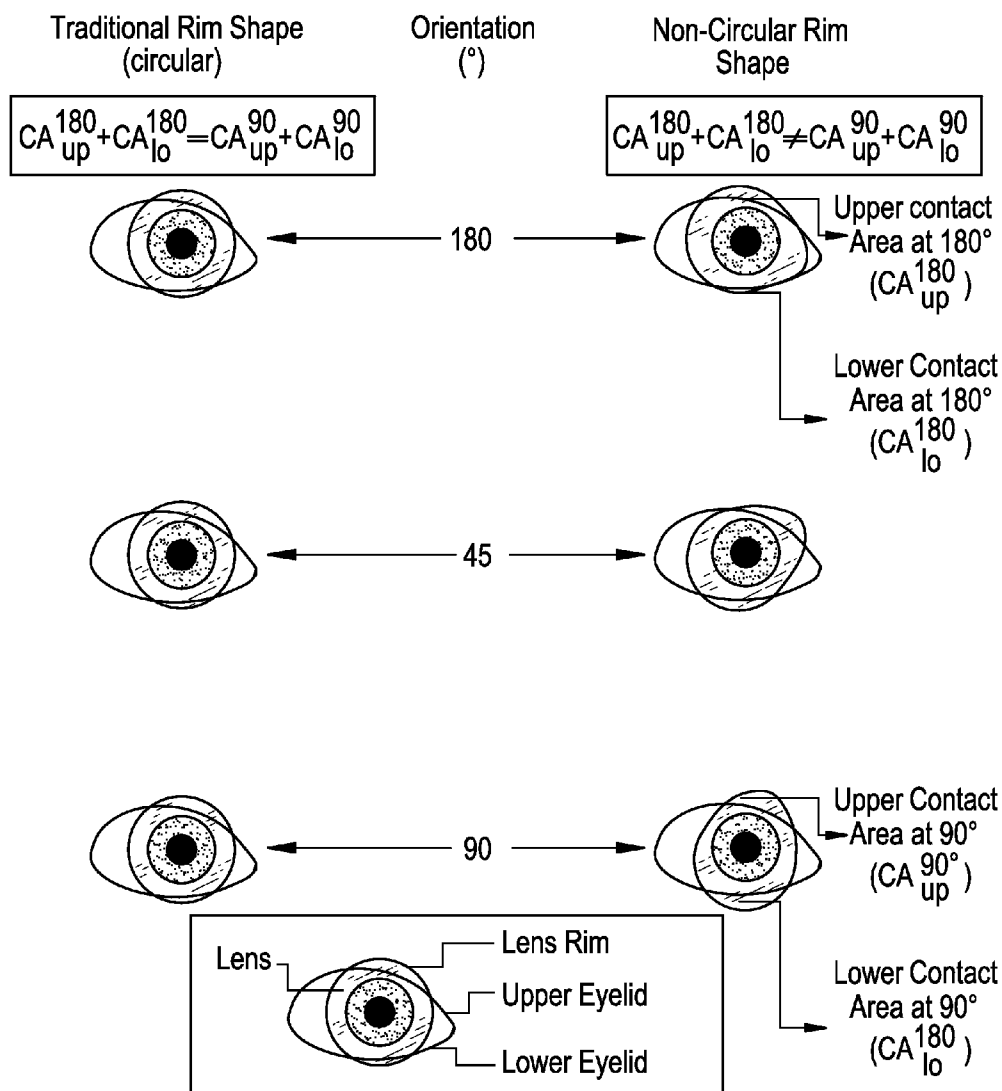 Traditional Rim Shape
(circular)
Orientation
(°)
Non-Circular Rim
Shape
CA180up+CA180lo=CA90up+CA90lo
CA180up+CA180lo≠CA90up+CA90lo
180
Upper contact
Area at 180°
(CA180up)
Lower Contact
Area at 180°
(CA180lo)
45
90
Upper Contact
Area at 90°
(CA90°up)
Lower Contact
Area at 90°
(CA180lo)
Lens
Lens Rim
Upper Eyelid
Lower Eyelid